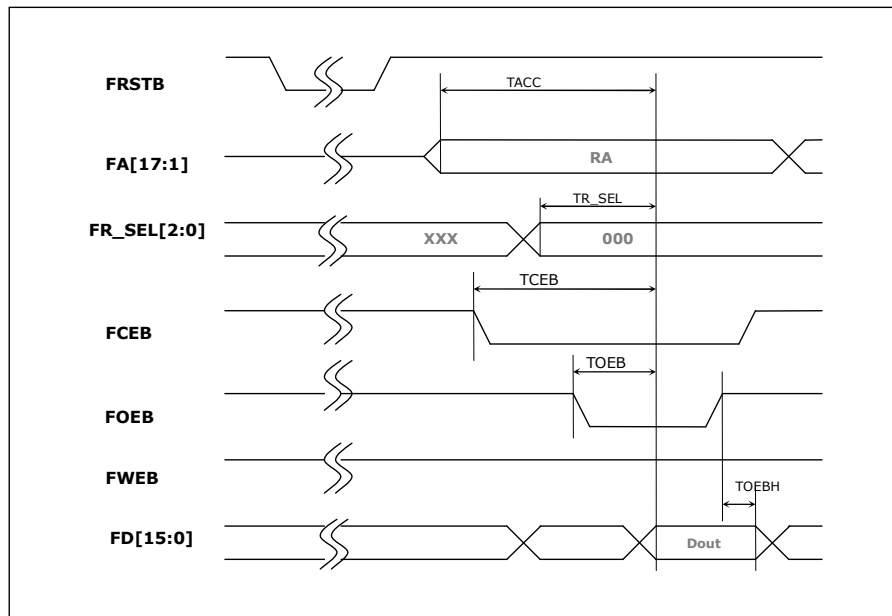 FRSTB
TACC
FA[17:1]
RA
TR_SEL
FR_SEL[2:0]
XXX
000
TCEB
FCEB
TOEB
FOEB
FWEB
TOEBH
FD[15:0]
Dout